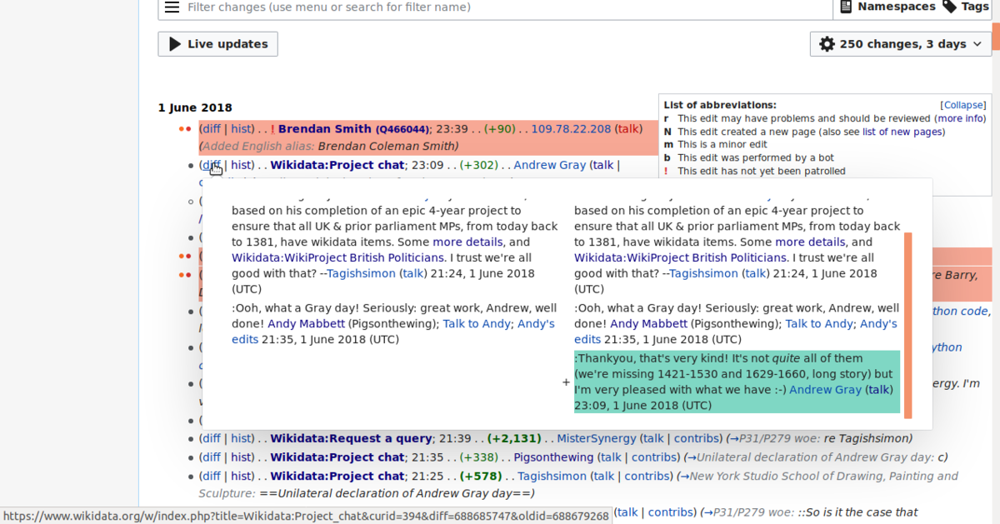 Filter changes (use menu or search for filter name)
Namespaces
Tags
Live updates
250 changes, 3 days
1 June 2018
List of abbreviations:
[Collapse]
r This edit may have problems and should be reviewed (more info)
N This edit created a new page (also see list of new pages)
m This is a minor edit
b This edit was performed by a bot
! This edit has not yet been patrolled
(diff | hist) . . ! Brendan Smith (Q466044); 23:39 . . (+90) . . 109.78.22.208 (talk)
(Added English alias: Brendan Coleman Smith)
(diff | hist) . . Wikidata:Project chat; 23:09 . . (+302) . . Andrew Gray (talk |
based on his completion of an epic 4-year project to
ensure that all UK & prior parliament MPs, from today back
to 1381, have wikidata items. Some more details, and
Wikidata:WikiProject British Politicians. I trust we're all
good with that? --Tagishsimon (talk) 21:24, 1 June 2018
(UTC)
:Ooh, what a Gray day! Seriously: great work, Andrew, well
done! Andy Mabbett (Pigsonthewing); Talk to Andy; Andy's
edits 21:35, 1 June 2018 (UTC)
based on his completion of an epic 4-year project to
ensure that all UK & prior parliament MPs, from today back
to 1381, have wikidata items. Some more details, and
Wikidata:WikiProject British Politicians. I trust we're all
good with that? --Tagishsimon (talk) 21:24, 1 June 2018
(UTC)
:Ooh, what a Gray day! Seriously: great work, Andrew, well
done! Andy Mabbett (Pigsonthewing); Talk to Andy; Andy's
edits 21:35, 1 June 2018 (UTC)
+ :Thankyou, that's very kind! It's not quite all of them
(we're missing 1421-1530 and 1629-1660, long story) but
I'm very pleased with what we have :-) Andrew Gray (talk)
23:09, 1 June 2018 (UTC)
re Barry,
thon code,
ython
ergy. I'm
(diff | hist) . . Wikidata:Request a query; 21:39 . . (+2,131) . . MisterSynergy (talk | contribs) (→P31/P279 woe: re Tagishsimon)
(diff | hist) . . Wikidata:Project chat; 21:35 . . (+338) . . Pigsonthewing (talk | contribs) (→Unilateral declaration of Andrew Gray day: c)
(diff | hist) . . Wikidata:Project chat; 21:25 . . (+578) . . Tagishsimon (talk | contribs) (→New York Studio School of Drawing, Painting and
Sculpture: ==Unilateral declaration of Andrew Gray day==)
(talk | contribs) (→P31/P279 woe: ::So is it the case that
https://www.wikidata.org/w/index.php?title=Wikidata:Project_chat&curid=394&diff=688685747&oldid=688679268